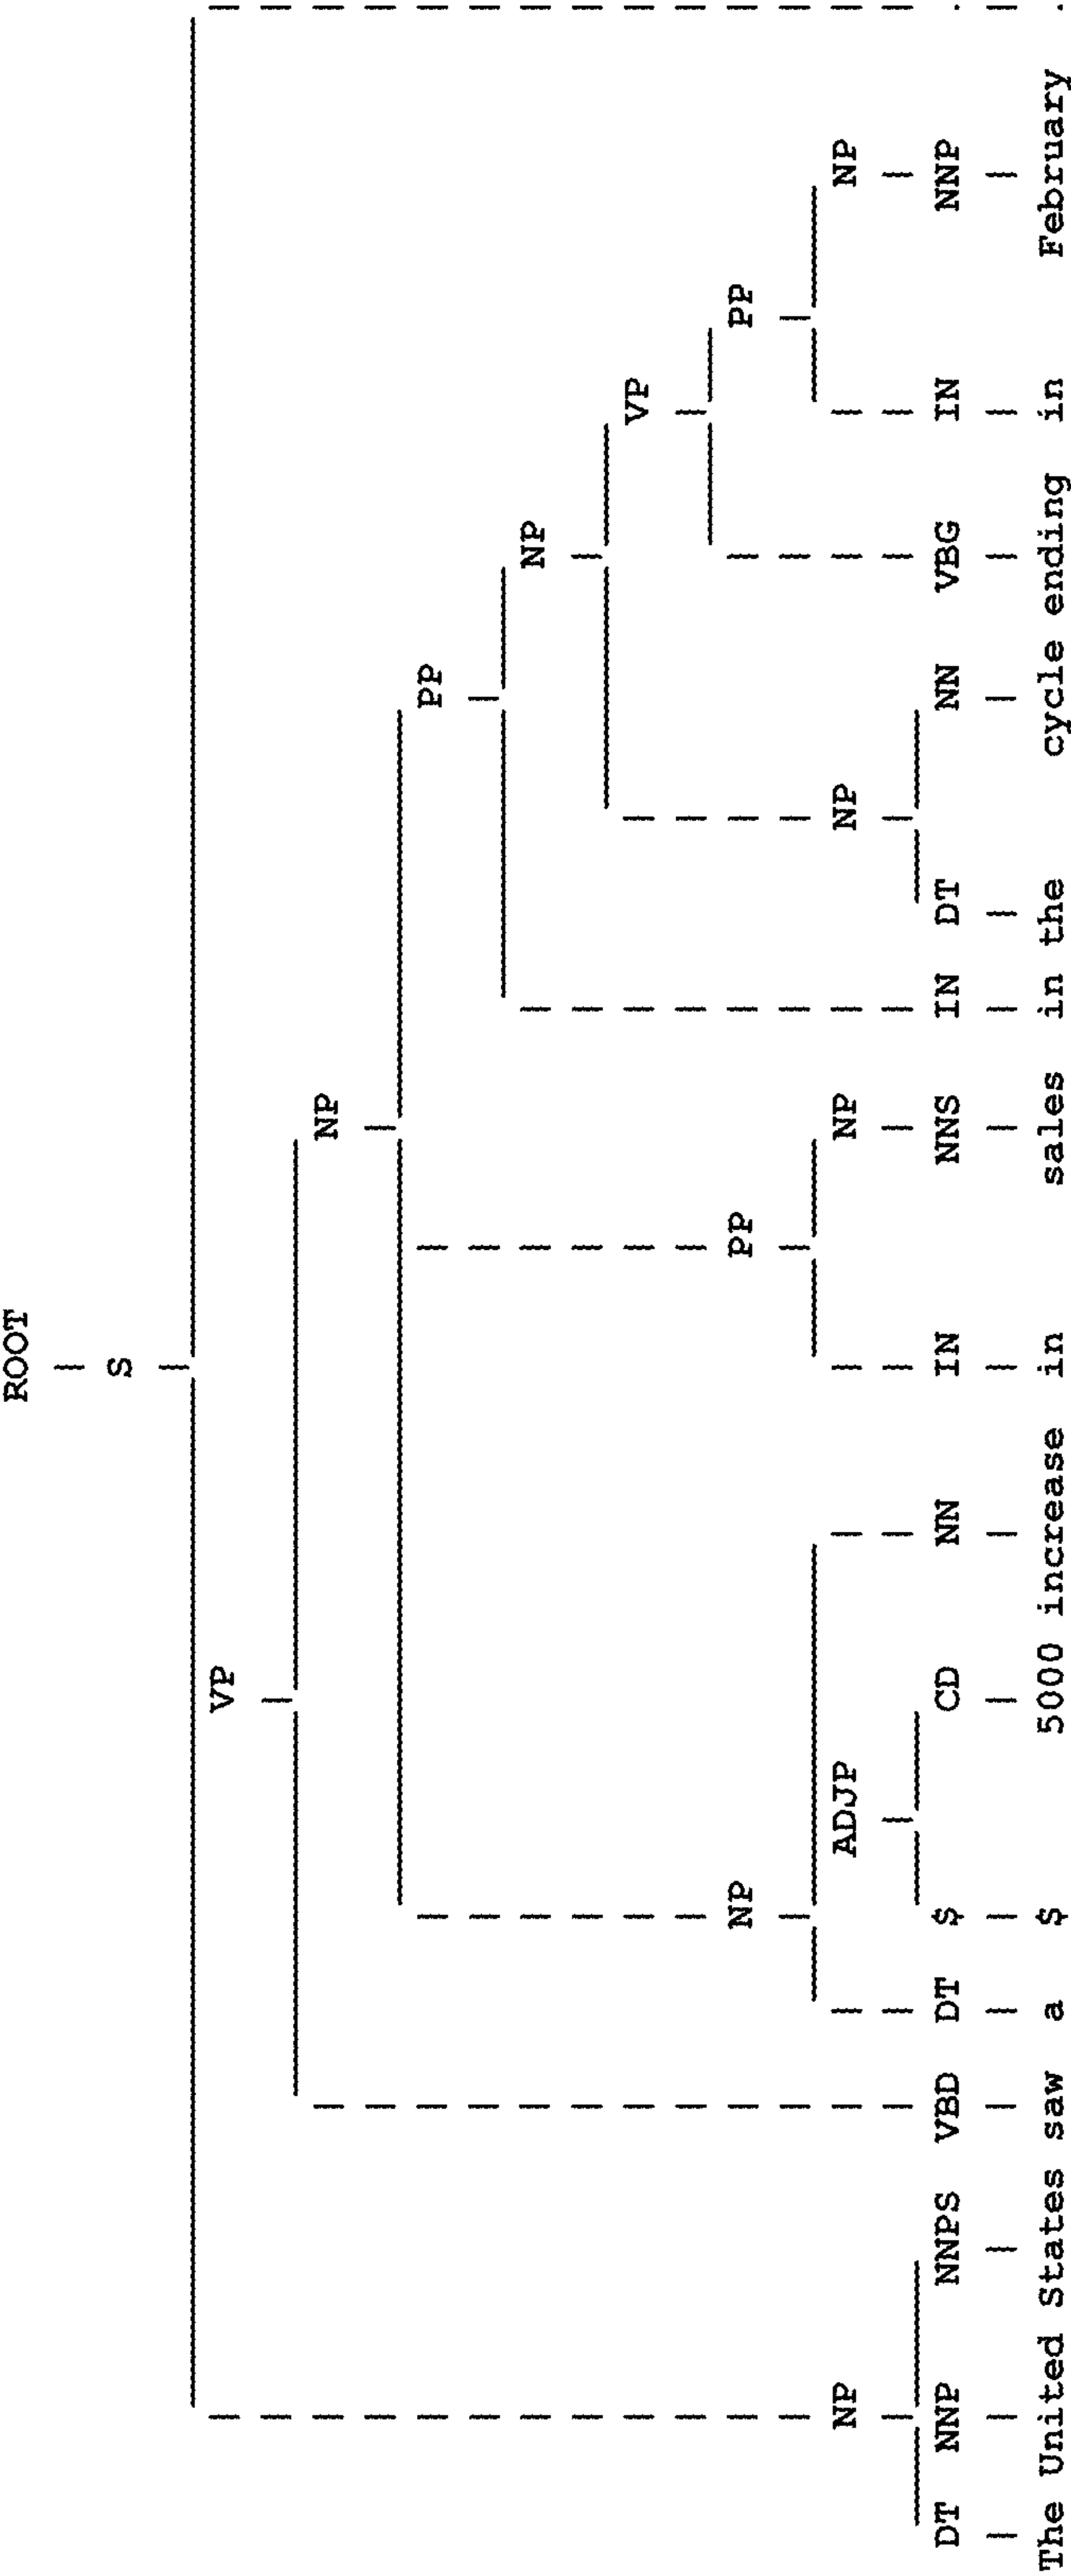 ROOT
S
VP
NP
PP
NP
VP
NP PP PP
NP ADJP NP NP NP
DT NNP NNPS VBD DT $ CD NN IN NNS IN DT NN VBG IN NNP .
The United States saw a $ 5000 increase in sales in the cycle ending in February .